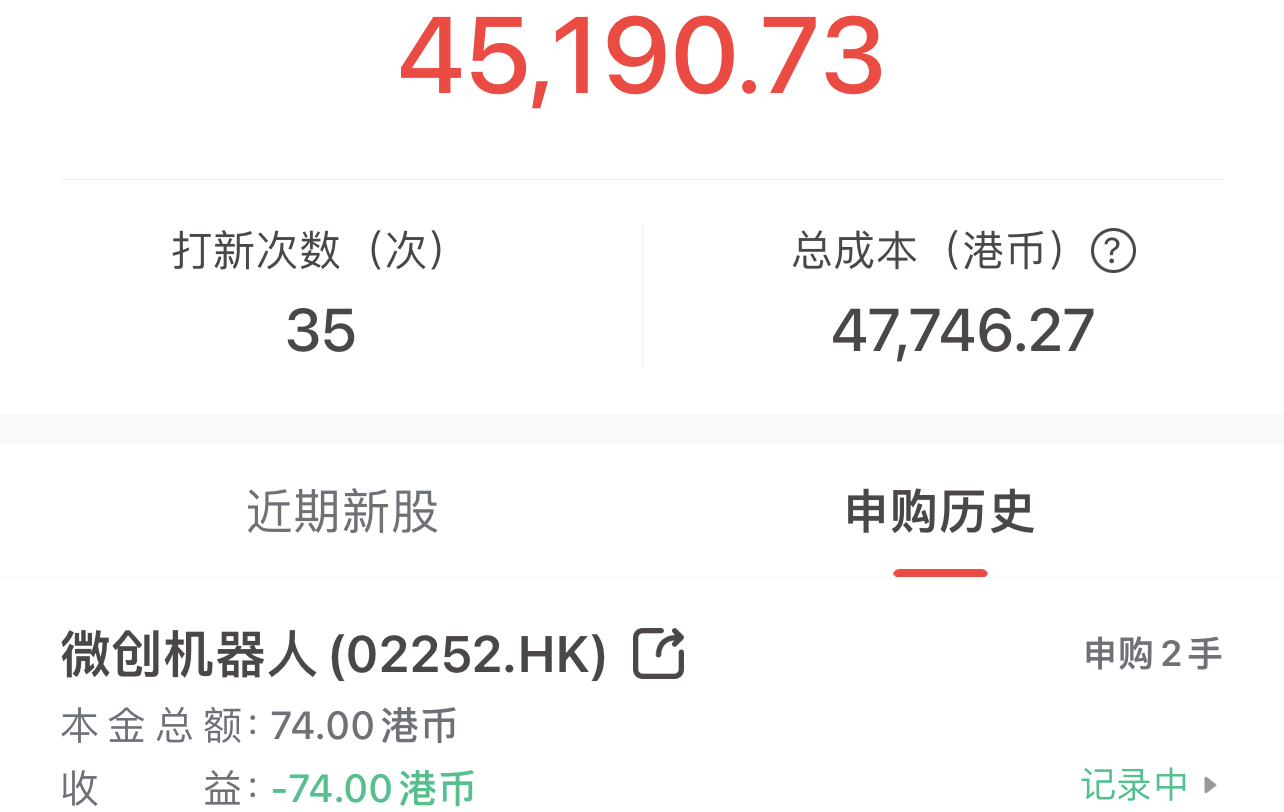 45,190.73
打新次数（次） 总成本（港币）?
35 47,746.27
近期新股 申购历史
微创机器人 (02252.HK) 申购 2 手
本金总额: 74.00 港币
收益: -74.00 港币 记录中